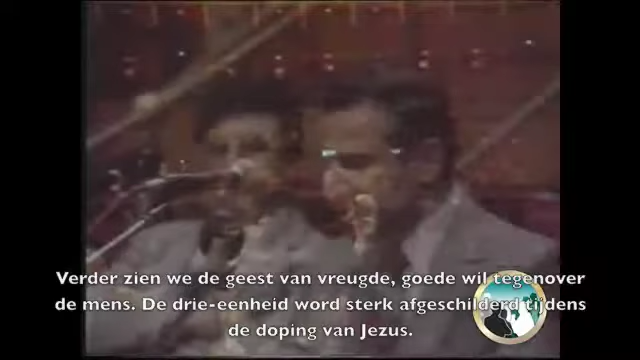 Verder zien we de geest van vreugde, goede wil tegenover
de mens. De drie-eenheid word sterk afgeschilderd tijdens
de doping van Jezus.